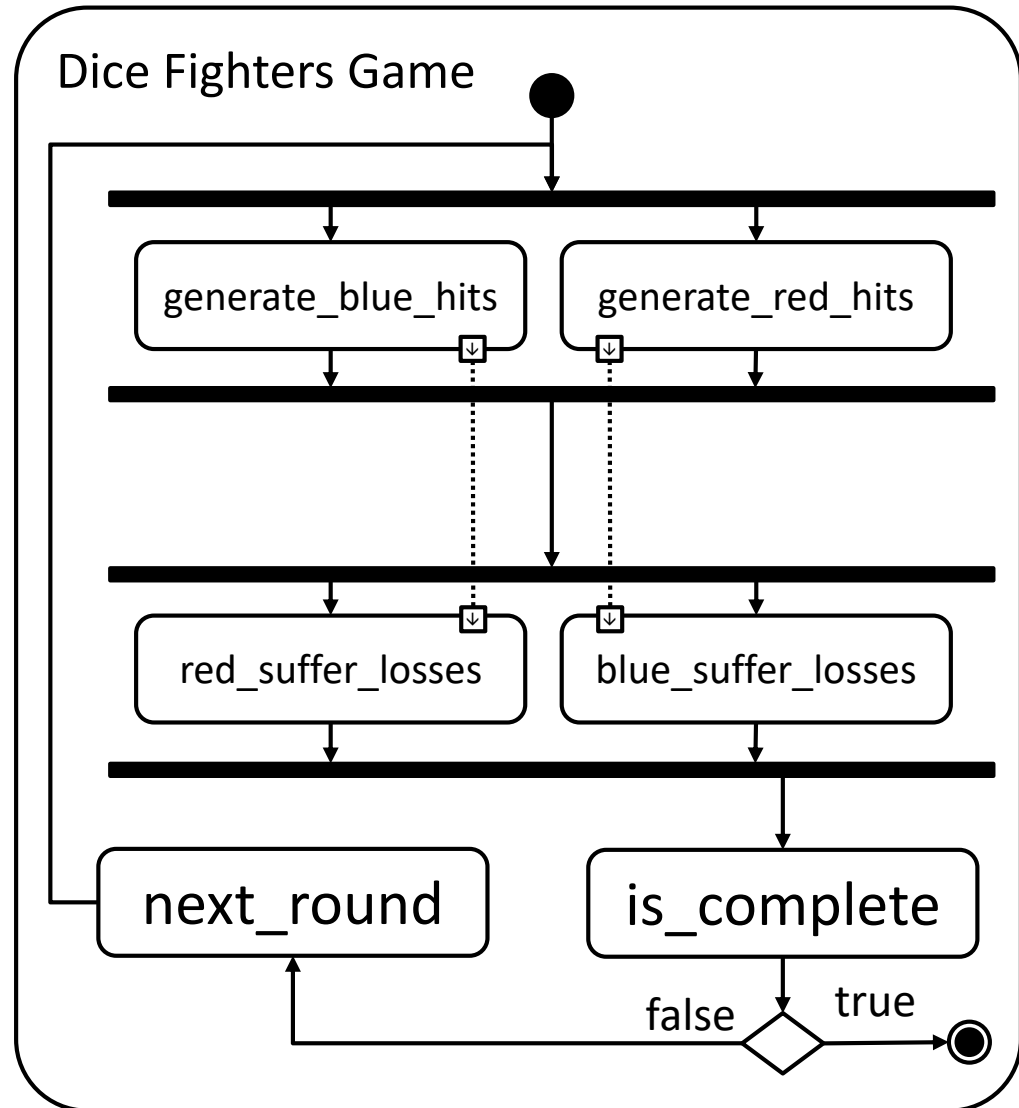 Dice Fighters Game
generate_blue_hits
generate_red_hits
red_suffer_losses
blue_suffer_losses
next_round
is_complete
false
true